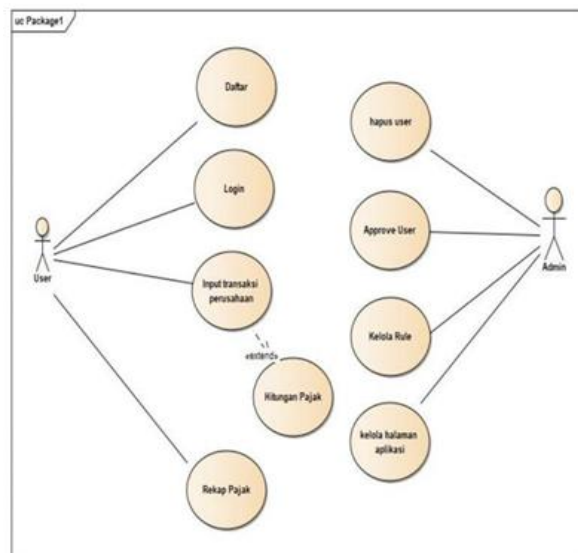 uc Package1
Daftar
hapus user
Login
Approve User
User
Admin
Input transaksi
perusahaan
«extend»
Kelola Rule
Hitungan Pajak
kelola halaman
aplikasi
Rekap Pajak